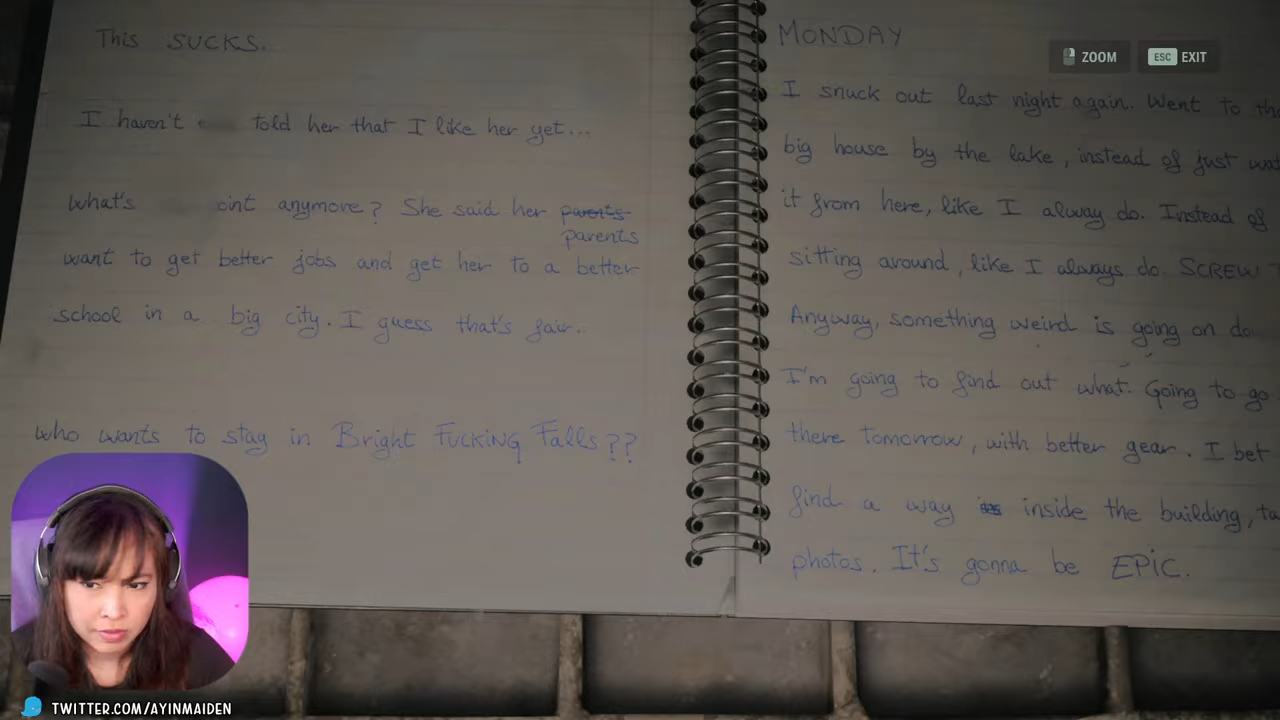 This SUCKS.
I haven't told her that I like her yet...
what's oint anymore? She said her parents
parents
want to get better jobs and get her to a better
school in a big city. I guess that's fair..
who wants to stay in Bright FUCKING Falls??
MONDAY
I snuck out last night again. Went to th
big house by the lake, instead of just wat
it from here, like I alway do. Instead of
sitting around, like I always do. SCREW
Anyway, something weird is going on do
I'm going to find out what. Going to go
there tomorrow, with better gear. I bet
find a way inside the building, ta
photos. It's gonna be EPIC.
ZOOM
ESC EXIT
TWITTER.COM/AYINMAIDEN